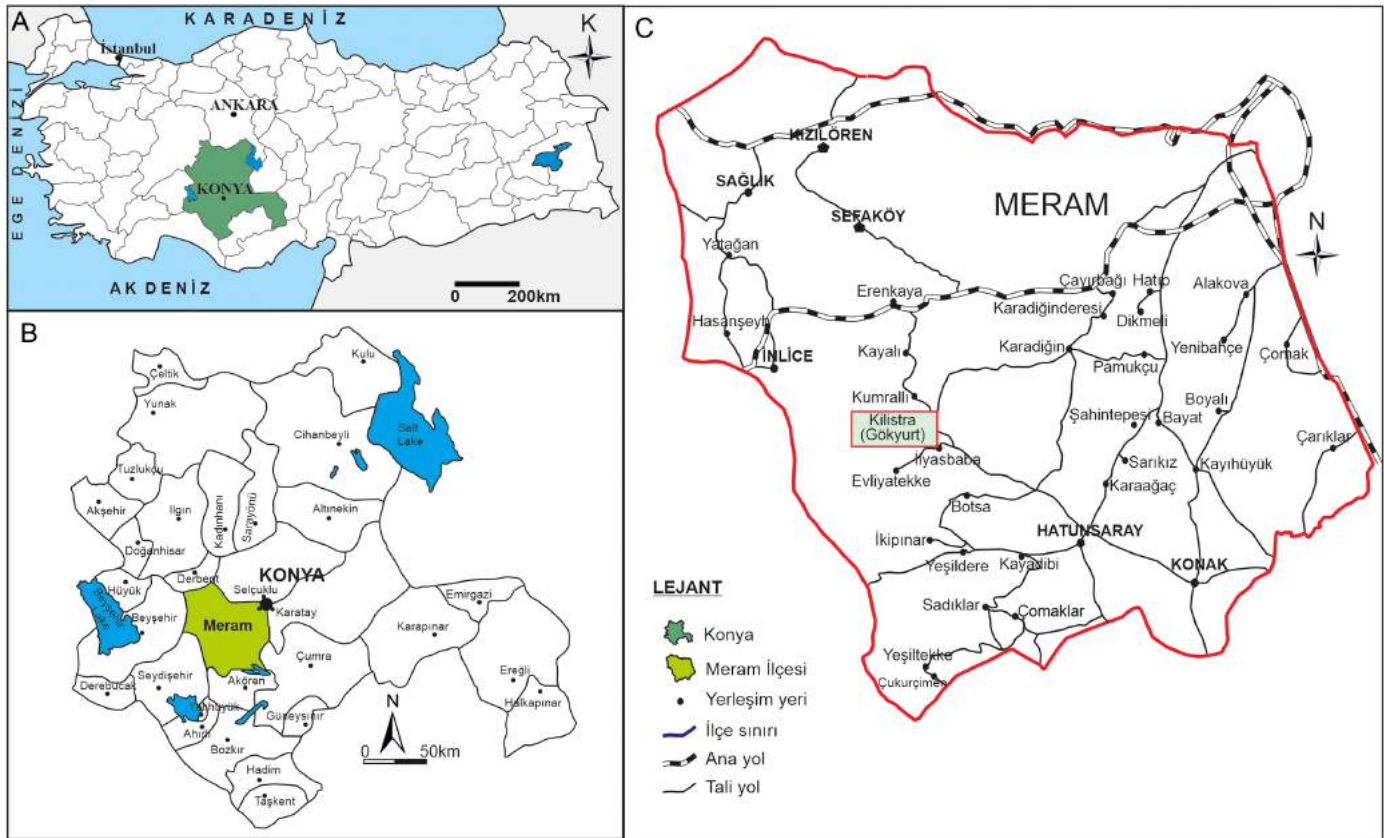 A
KARADENİZ
K
İstanbul
ANKARA
EGE DENİZİ
KONYA
AKDENİZ
0 200km
B
Kulu
Çeltik
Yunak
Salt
Lake
Cihanbeyli
Tuzlukçu
Akşehir
Ilgın
Kadınhanı
Sarayönü
Altınekin
Doğanhisar
Derbent
KONYA
Hüyük
Selçuklu
Karatay
Emirgazi
Beyşehir
Lake
Beyşehir
Meram
Karapınar
Çumra
Seydişehir
Akören
Ereğli
Derebucak
Halkapınar
Yalıhüyük
Güneysınır
N
Ahırlı
Bozkır
0 50km
Hadim
Taşkent
C
KIZILÖREN
SAĞLIK
MERAM
SEFAKÖY
N
Yatağan
Çayırbağı
Hatıp
Alakova
Erenkaya
Karadiğinderesi
Dikmeli
Hasanşeyh
Kayalı
Karadiğin
Yenibahçe
Çomak
İNLİCE
Pamukçu
Kumrallı
Boyalı
Kilistra
(Gökyurt)
Şahintepesi
Bayat
Çarıklar
İlyasbaba
Sarıkız
Kayıhüyük
Evliyatekke
Karaağaç
Botsa
HATUNSARAY
İkipınar
Yeşildere
Kayadibi
KONAK
Sadıklar
Çomaklar
Yeşiltekke
Çukurçimen
LEJANT
Konya
Meram İlçesi
Yerleşim yeri
İlçe sınırı
Ana yol
Tali yol